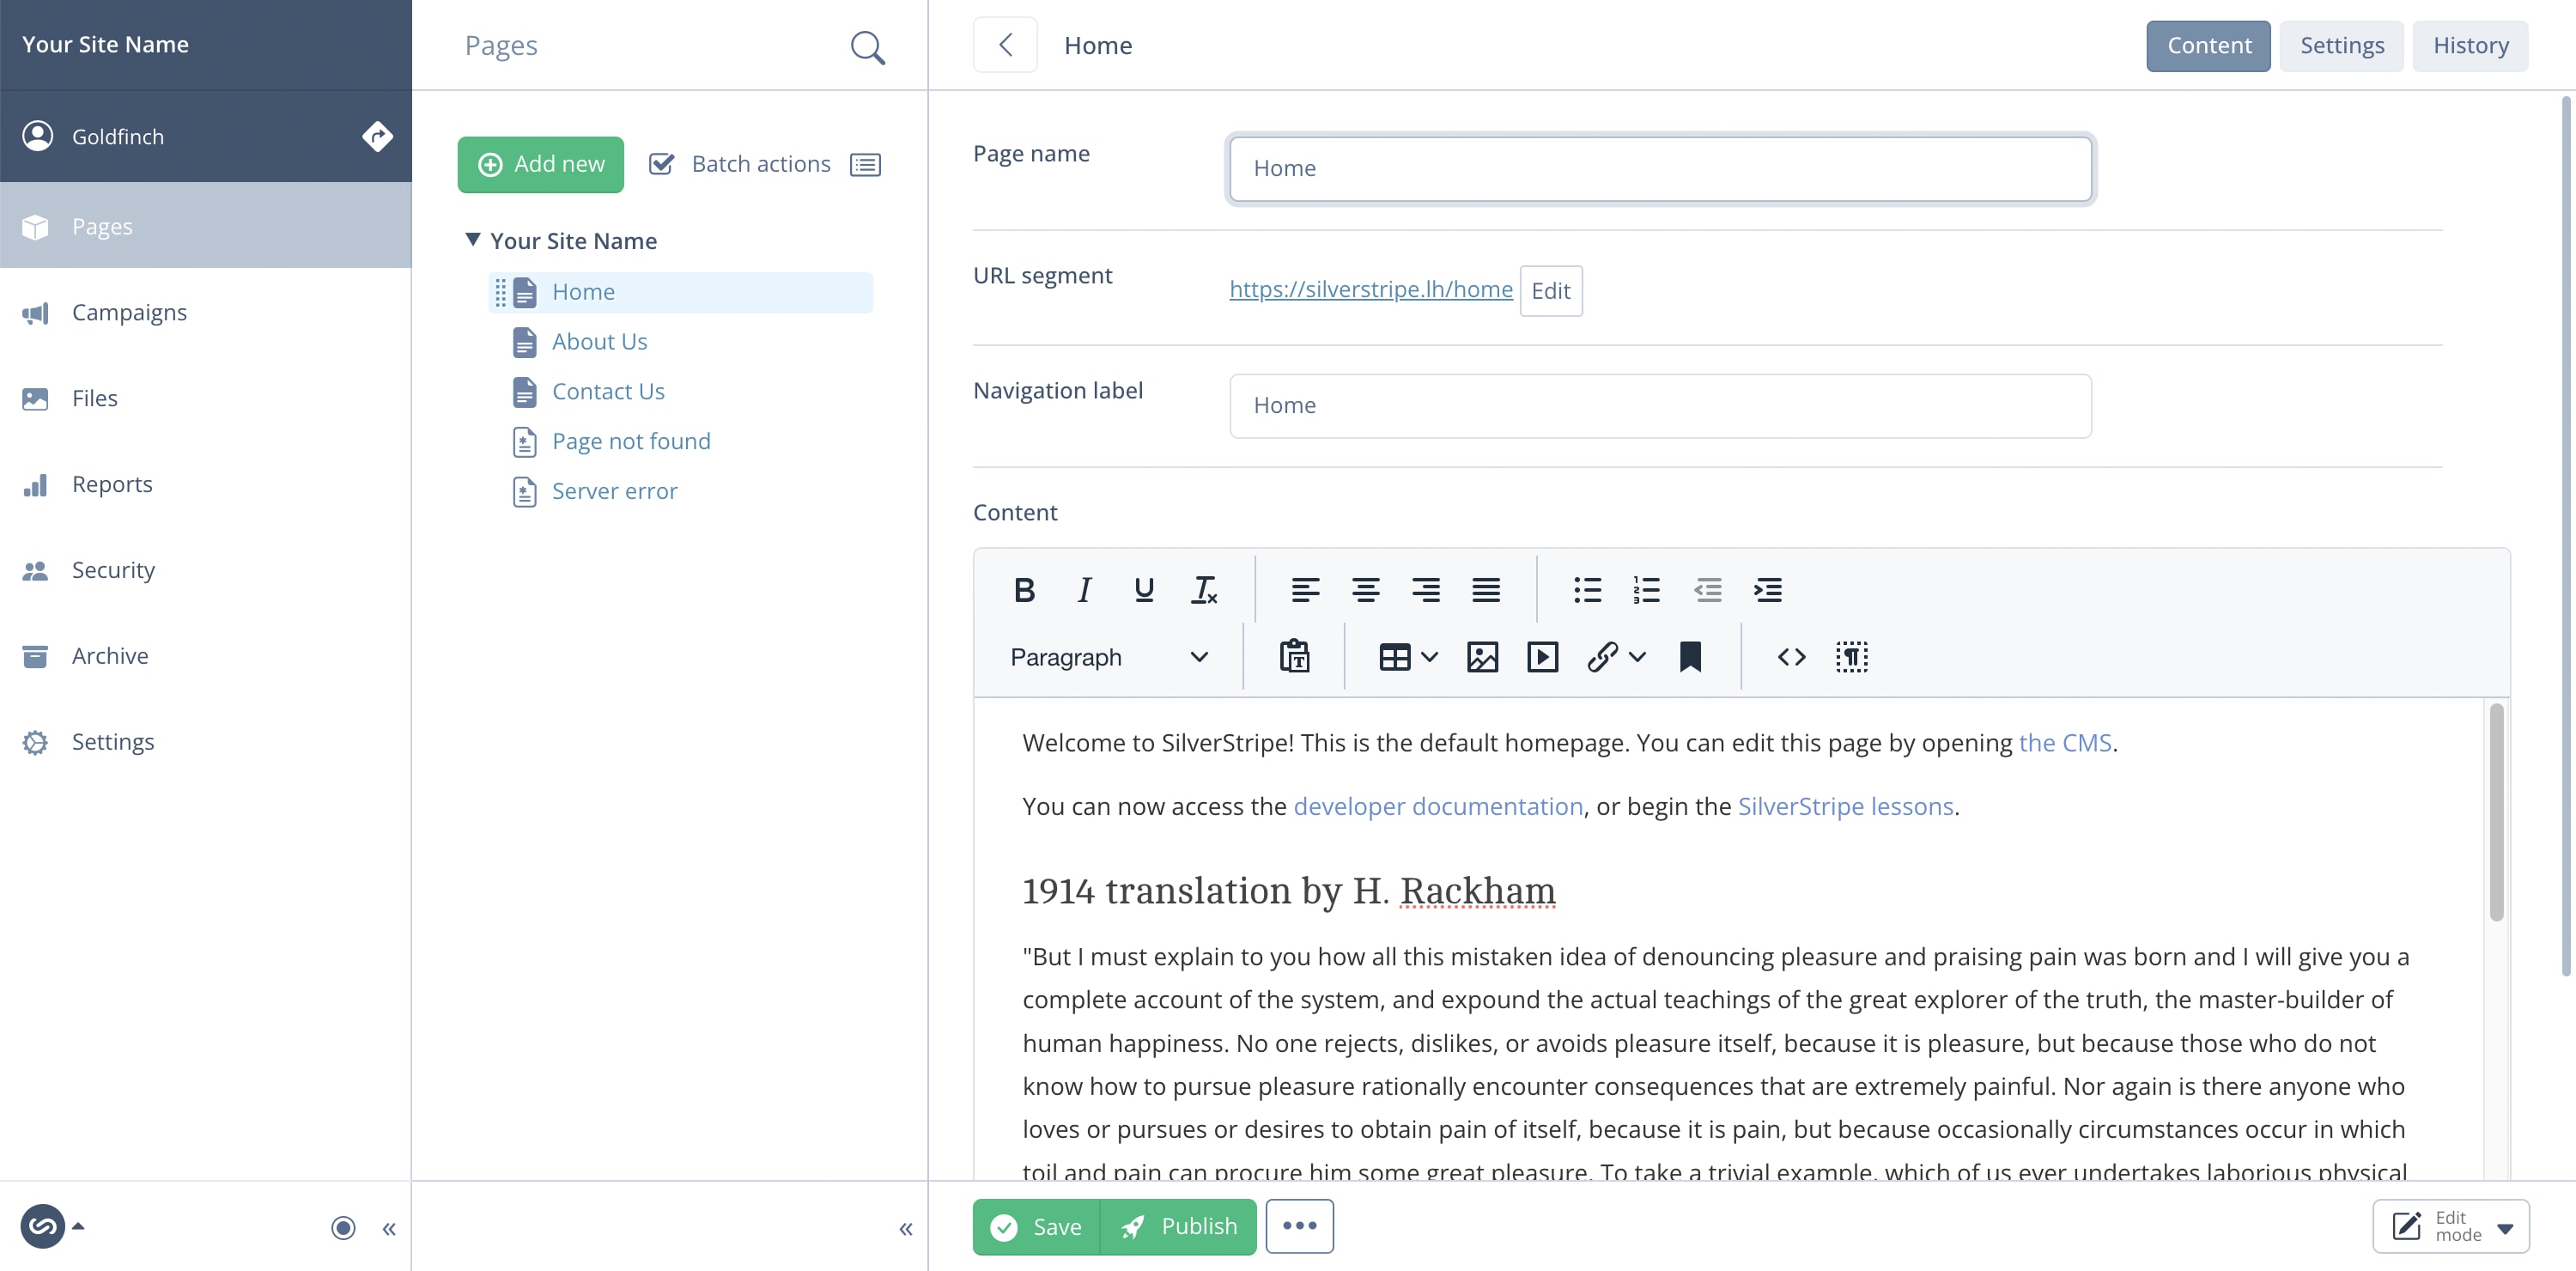 Your Site Name
Goldfinch
Pages
Campaigns
Files
Reports
Security
Archive
Settings
Pages
Add new
Batch actions
Your Site Name
Home
About Us
Contact Us
Page not found
Server error
Home
Content
Settings
History
Page name
Home
URL segment
https://silverstripe.lh/home
Edit
Navigation label
Home
Content
Paragraph
Welcome to SilverStripe! This is the default homepage. You can edit this page by opening the CMS.
You can now access the developer documentation, or begin the SilverStripe lessons.
1914 translation by H. Rackham
"But I must explain to you how all this mistaken idea of denouncing pleasure and praising pain was born and I will give you a
complete account of the system, and expound the actual teachings of the great explorer of the truth, the master-builder of
human happiness. No one rejects, dislikes, or avoids pleasure itself, because it is pleasure, but because those who do not
know how to pursue pleasure rationally encounter consequences that are extremely painful. Nor again is there anyone who
loves or pursues or desires to obtain pain of itself, because it is pain, but because occasionally circumstances occur in which
toil and pain can procure him some great pleasure. To take a trivial example, which of us ever undertakes laborious physical
Save
Publish
Edit
mode